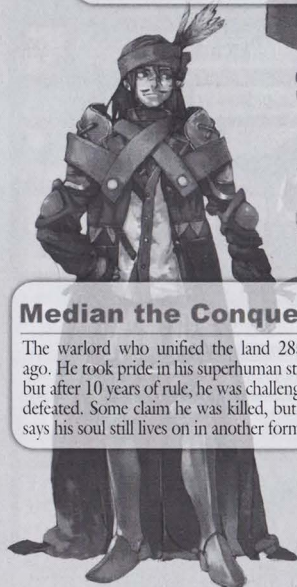 Median the Conque
The warlord who unified the land 28
ago. He took pride in his superhuman st
but after 10 years of rule, he was challeng
defeated. Some claim he was killed, but
says his soul still lives on in another form